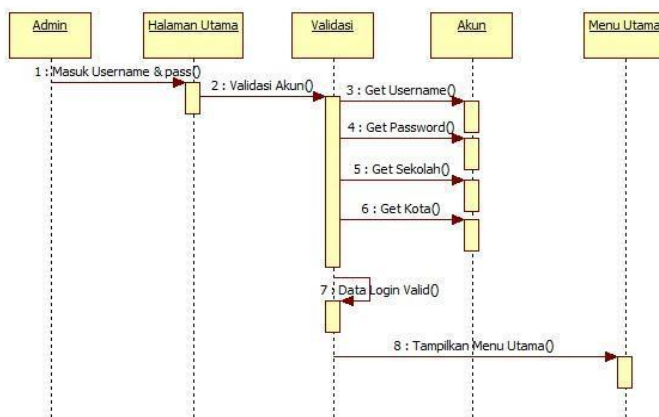 Admin
Halaman Utama
Validasi
Akun
Menu Utama
1 : Masuk Username & pass()
2 : Validasi Akun()
3 : Get Username()
4 : Get Password()
5 : Get Sekolah()
6 : Get Kota()
7 : Data Login Valid()
8 : Tampilkan Menu Utama()